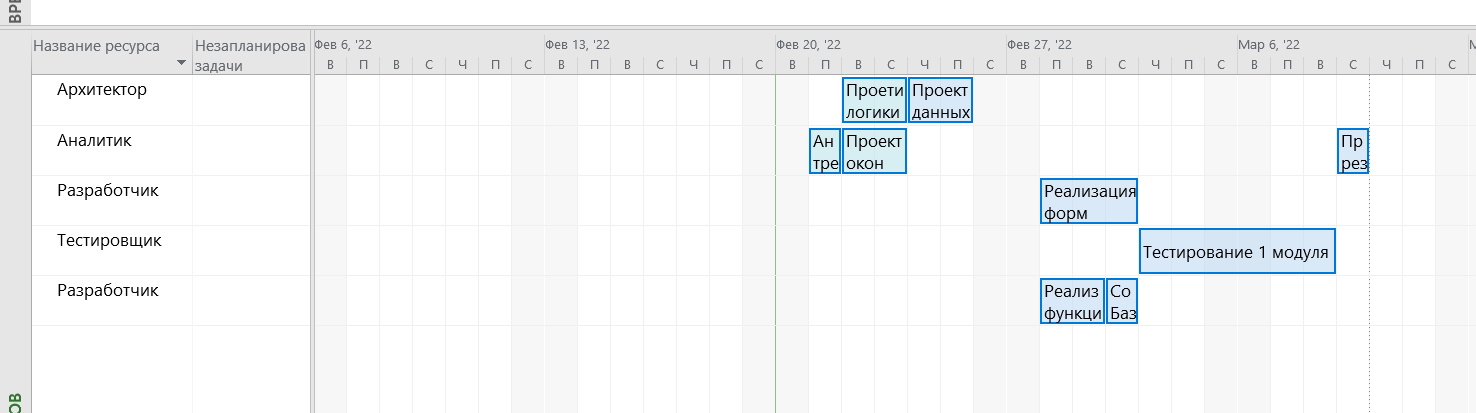 ВРЕ
Название ресурса
Незапланирова
задачи
Фев 6, '22
Фев 13, '22
Фев 20, '22
Фев 27, '22
Мар 6, '22
М
В П В С Ч П С В П В С Ч П С В П В С Ч П С В П В С Ч П С В П В С Ч П С
Архитектор
Проети
логики
Проект
данных
Аналитик
Ан
тре
Проект
окон
Пр
рез
Разработчик
Реализация
форм
Тестировщик
Тестирование 1 модуля
Разработчик
Реализ
функци
Со
Баз
ОВ